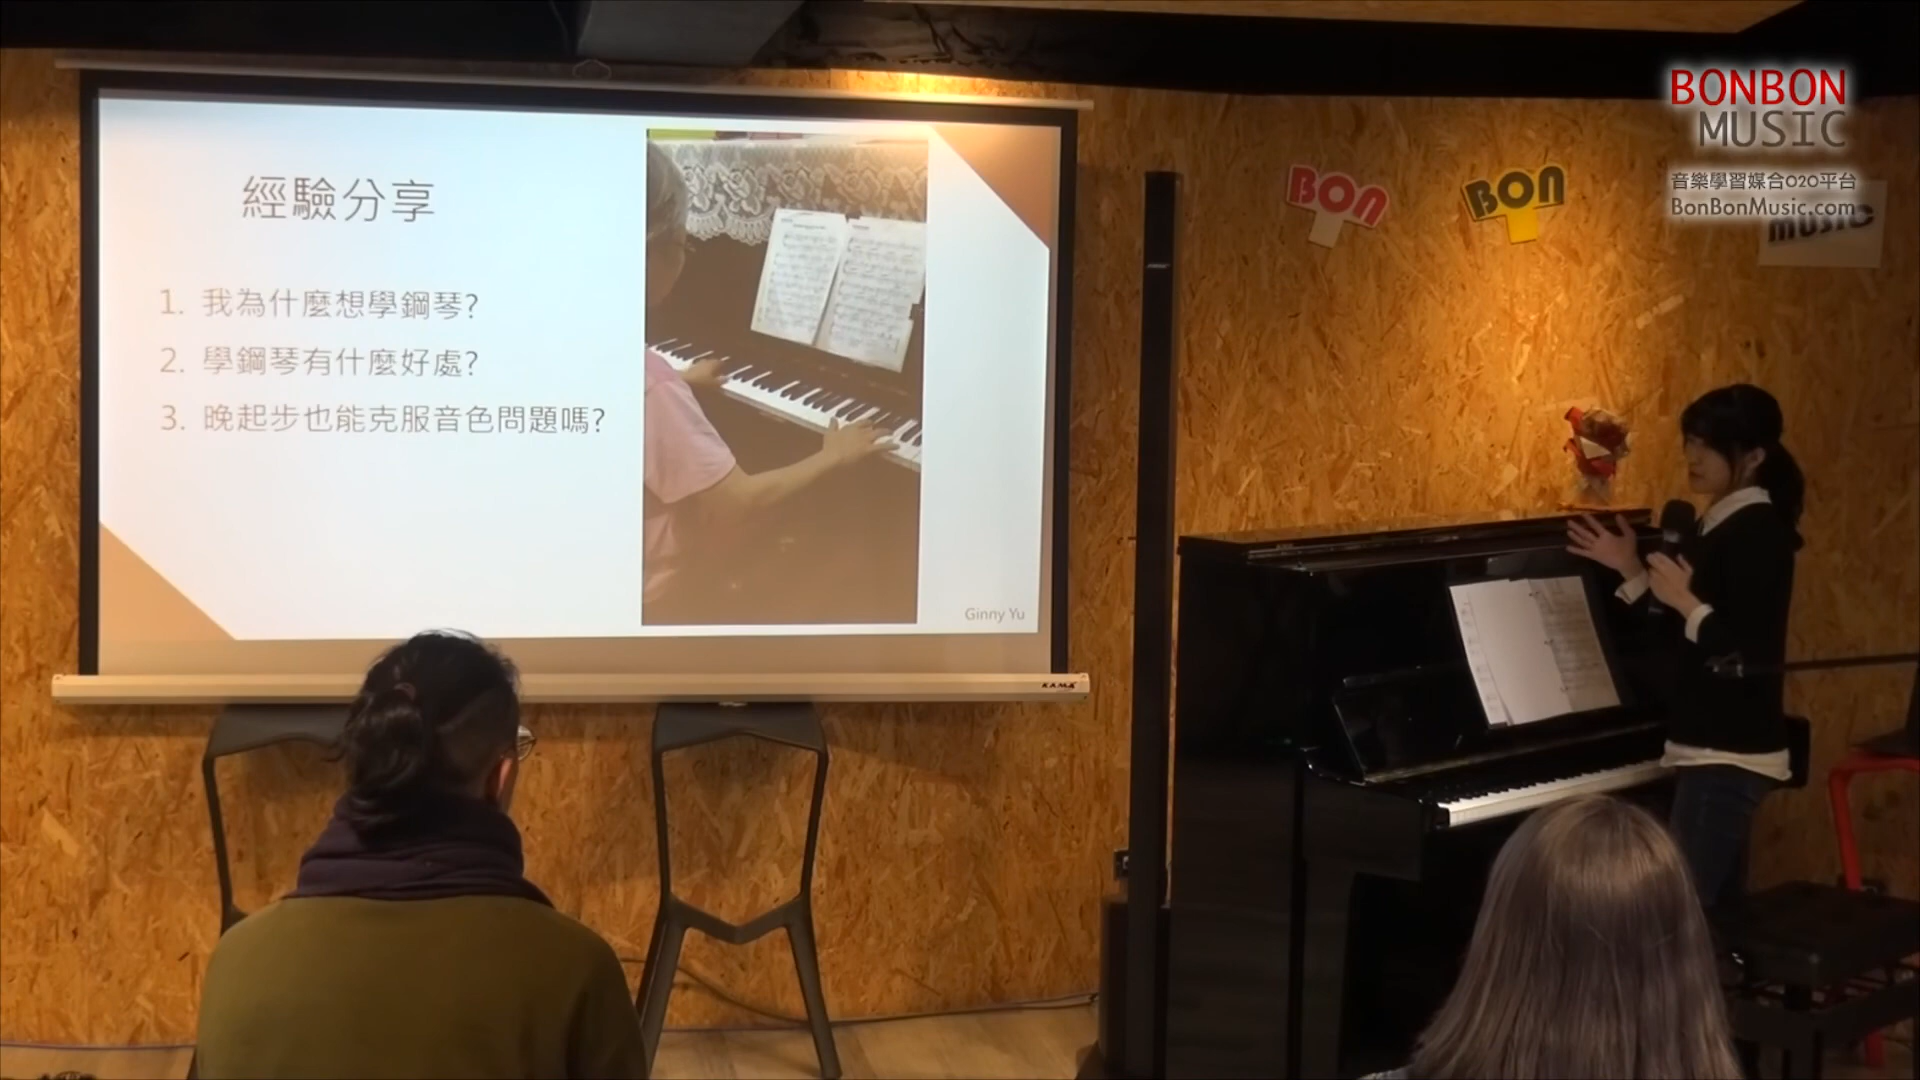 經驗分享
1. 我為什麼想學鋼琴?
2. 學鋼琴有什麼好處?
3. 晚起步也能克服音色問題嗎?
Ginny Yu
KAMA
BON
BON
MUSIC
BONBON
MUSIC
音樂學習媒合O2O平台
BonBonMusic.com